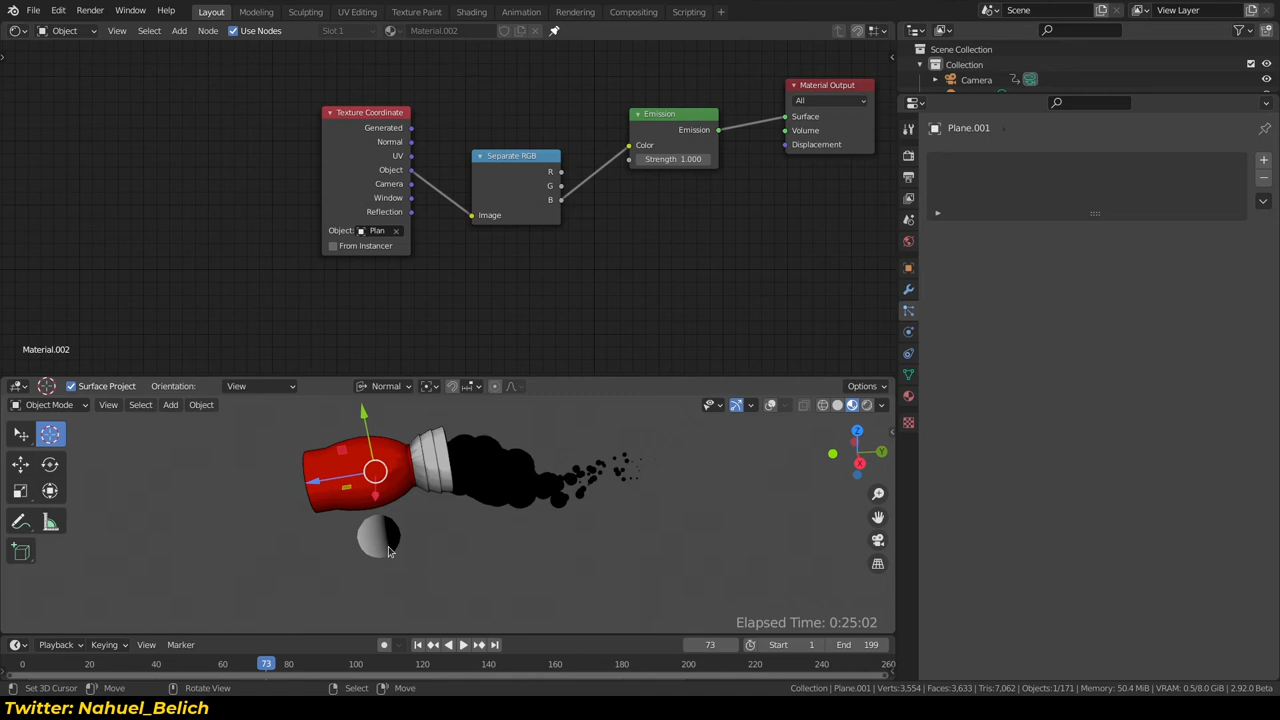 File Edit Render Window Help Layout Modeling Sculpting UV Editing Texture Paint Shading Animation Rendering Compositing Scripting + Scene View Layer
Object View Select Add Node Use Nodes Slot 1 Material.002
Scene Collection
Collection
Camera
Texture Coordinate
Generated
Normal
UV
Object
Camera
Window
Reflection
Object: Plan
From Instancer
Separate RGB
R
G
B
Image
Emission
Emission
Color
Strength 1.000
Material Output
All
Surface
Volume
Displacement
Plane.001
Material.002
Surface Project Orientation: View Normal Options
Object Mode View Select Add Object
Z
Y
X
Elapsed Time: 0:25:02
Playback Keying View Marker 73 Start 1 End 199
0 20 40 60 73 80 100 120 140 160 180 200 220 240 260
Set 3D Cursor Move Rotate View Select Move Collection | Plane.001 | Verts:3,554 | Faces:3,633 | Tris:7,062 | Objects:1/171 | Memory: 50.4 MiB | VRAM: 0.5/8.0 GiB | 2.92.0 Beta
Twitter: Nahuel_Belich